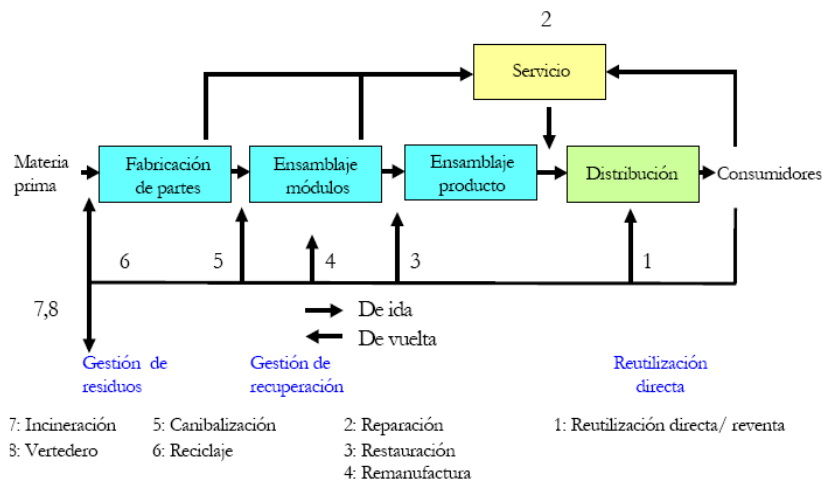 2
Servicio
Materia
prima
Fabricación
de partes
Ensamblaje
módulos
Ensamblaje
producto
Distribución
Consumidores
6
5
4
3
1
7,8
De ida
De vuelta
Gestión de
residuos
Gestión de
recuperación
Reutilización
directa
7: Incineración
8: Vertedero
5: Canibalización
6: Reciclaje
2: Reparación
3: Restauración
4: Remanufactura
1: Reutilización directa/ reventa